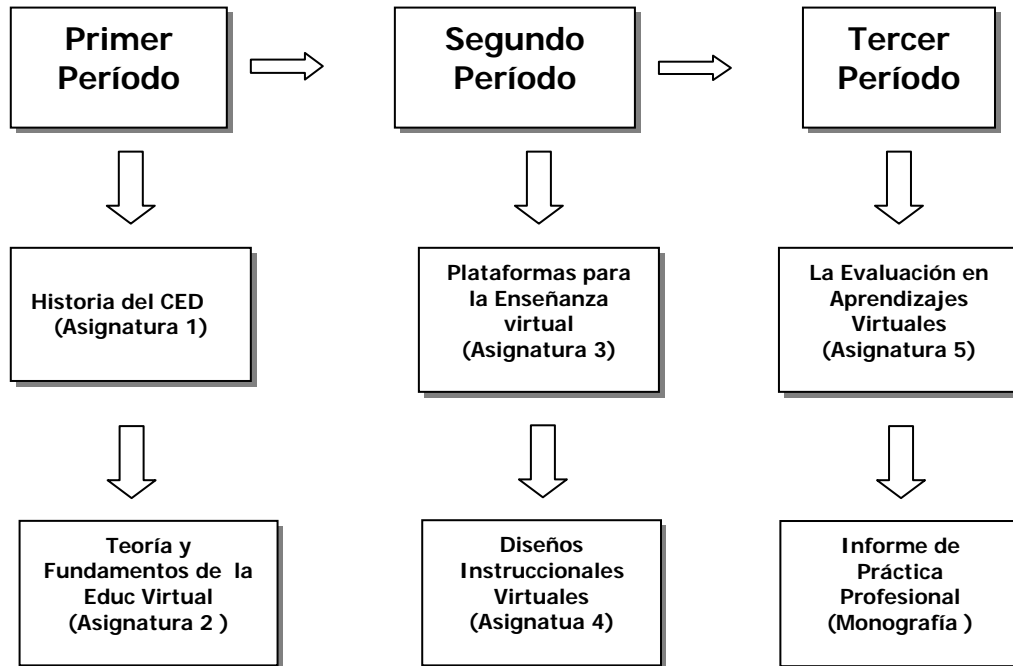 Primer
Período
Segundo
Período
Tercer
Período
Historia del CED
(Asignatura 1)
Plataformas para
la Enseñanza
virtual
(Asignatura 3)
La Evaluación en
Aprendizajes
Virtuales
(Asignatura 5)
Teoría y
Fundamentos de la
Educ Virtual
(Asignatura 2 )
Diseños
Instruccionales
Virtuales
(Asignatua 4)
Informe de
Práctica
Profesional
(Monografía )